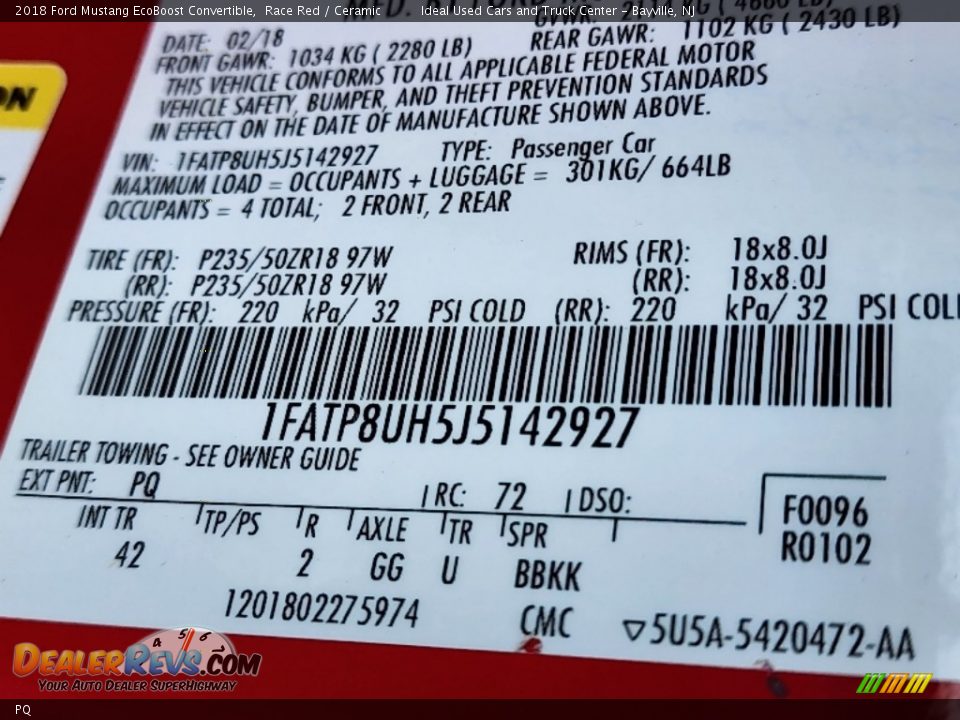 2018 Ford Mustang EcoBoost Convertible, Race Red / Ceramic Ideal Used Cars and Truck Center - Bayville, NJ
DATE: 02/18
FRONT GAWR: 1034 KG ( 2280 LB) REAR GAWR: 1102 KG ( 2430 LB)
THIS VEHICLE CONFORMS TO ALL APPLICABLE FEDERAL MOTOR
VEHICLE SAFETY, BUMPER, AND THEFT PREVENTION STANDARDS
IN EFFECT ON THE DATE OF MANUFACTURE SHOWN ABOVE.
VIN: 1FATP8UH5J5142927 TYPE: Passenger Car
MAXIMUM LOAD = OCCUPANTS + LUGGAGE = 301KG/ 664LB
OCCUPANTS = 4 TOTAL; 2 FRONT, 2 REAR
TIRE (FR): P235/50ZR18 97W RIMS (FR): 18x8.0J
(RR): P235/50ZR18 97W (RR): 18x8.0J
PRESSURE (FR): 220 kPa/ 32 PSI COLD (RR): 220 kPa/ 32 PSI COLD
1FATP8UH5J5142927
TRAILER TOWING - SEE OWNER GUIDE
EXT PNT: PQ RC: 72 DSO:
INT TR TP/PS R AXLE TR SPR
42 2 GG U BBKK
F0096
R0102
1201802275974 CMC ▽5U5A-5420472-AA
4 5 6
DEALERREVS.COM
YOUR AUTO DEALER SUPERHIGHWAY
PQ